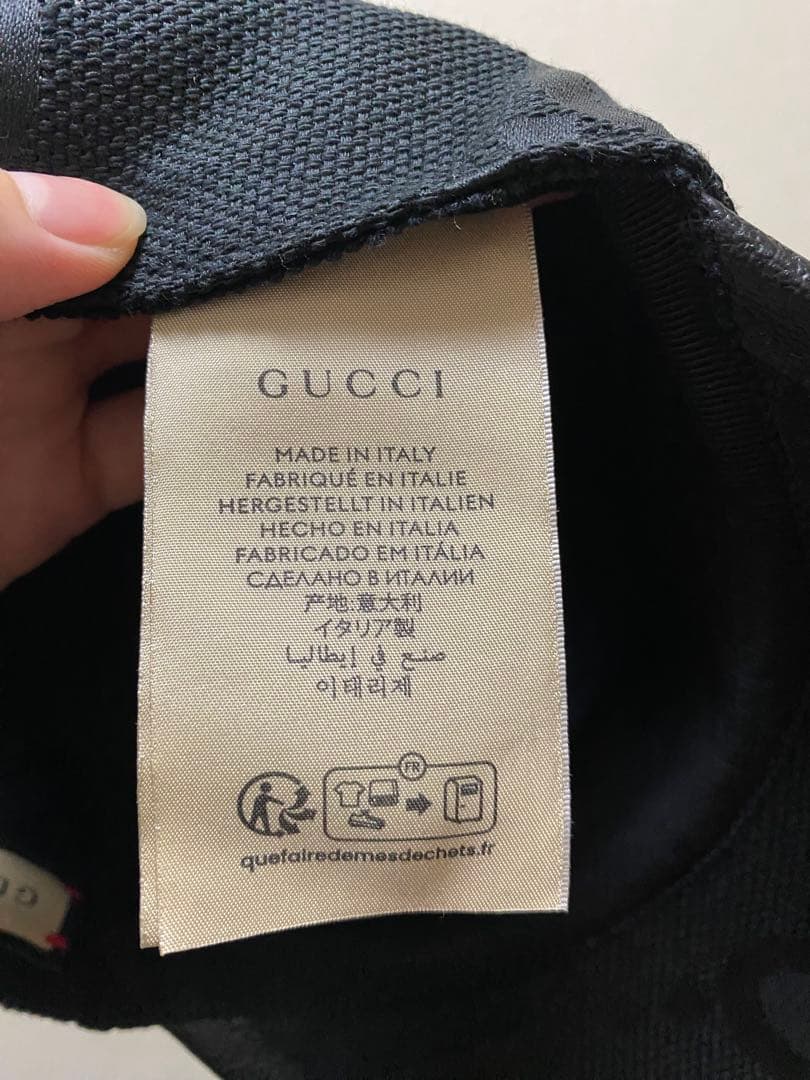 GUCCI
MADE IN ITALY
FABRIQUÉ EN ITALIE
HERGESTELLT IN ITALIEN
HECHO EN ITALIA
FABRICADO EM ITÁLIA
СДЕЛАНО В ИТАЛИИ
产地:意大利
イタリア製
صنع في إيطاليا
이태리제
FR
quefairedemesdechets.fr